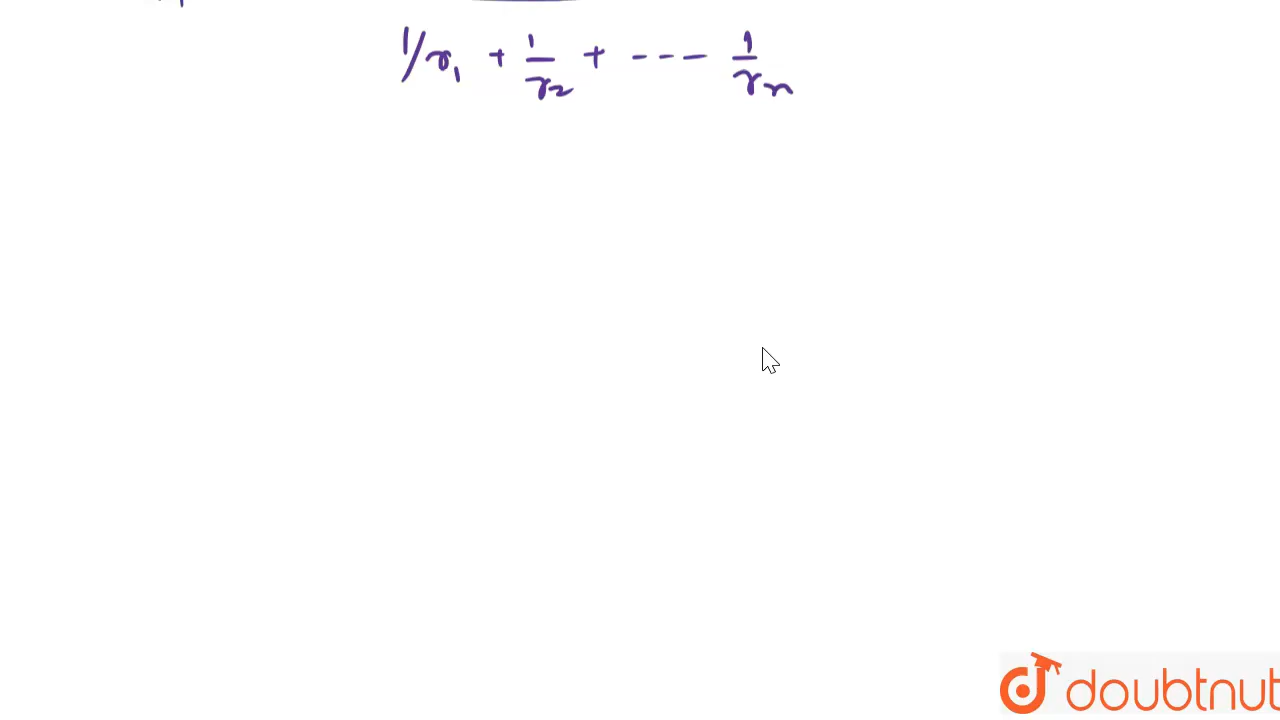 1/r₁ + 1/r₂ + ---- 1/rₙ
doubtnut